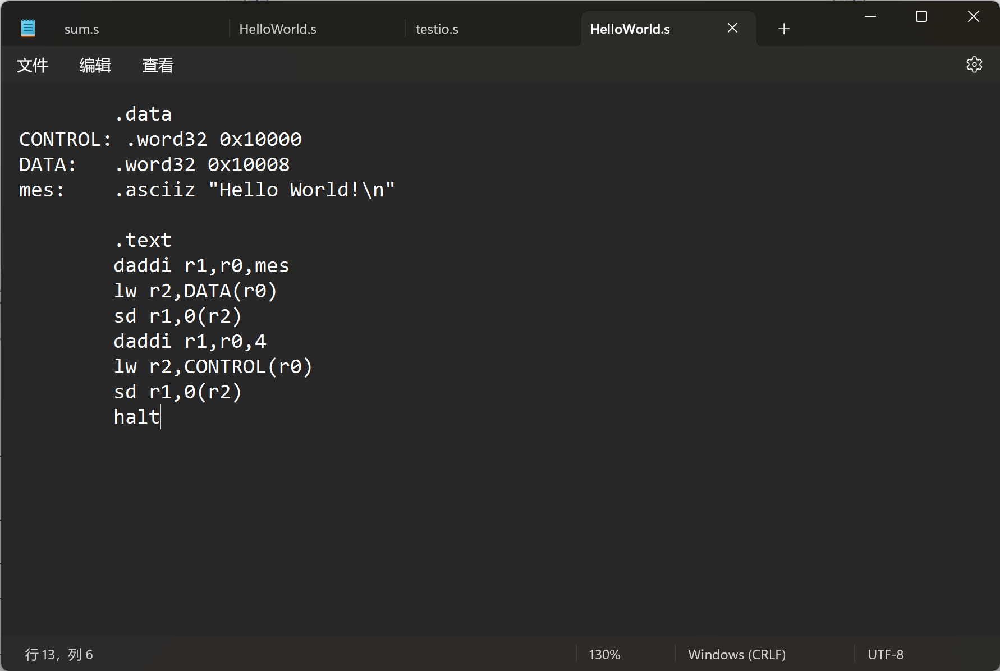 sum.s HelloWorld.s testio.s HelloWorld.s
文件 编辑 查看
.data
CONTROL: .word32 0x10000
DATA: .word32 0x10008
mes: .asciiz "Hello World!\n"
.text
daddi r1,r0,mes
lw r2,DATA(r0)
sd r1,0(r2)
daddi r1,r0,4
lw r2,CONTROL(r0)
sd r1,0(r2)
halt
行 13，列 6 130% Windows (CRLF) UTF-8